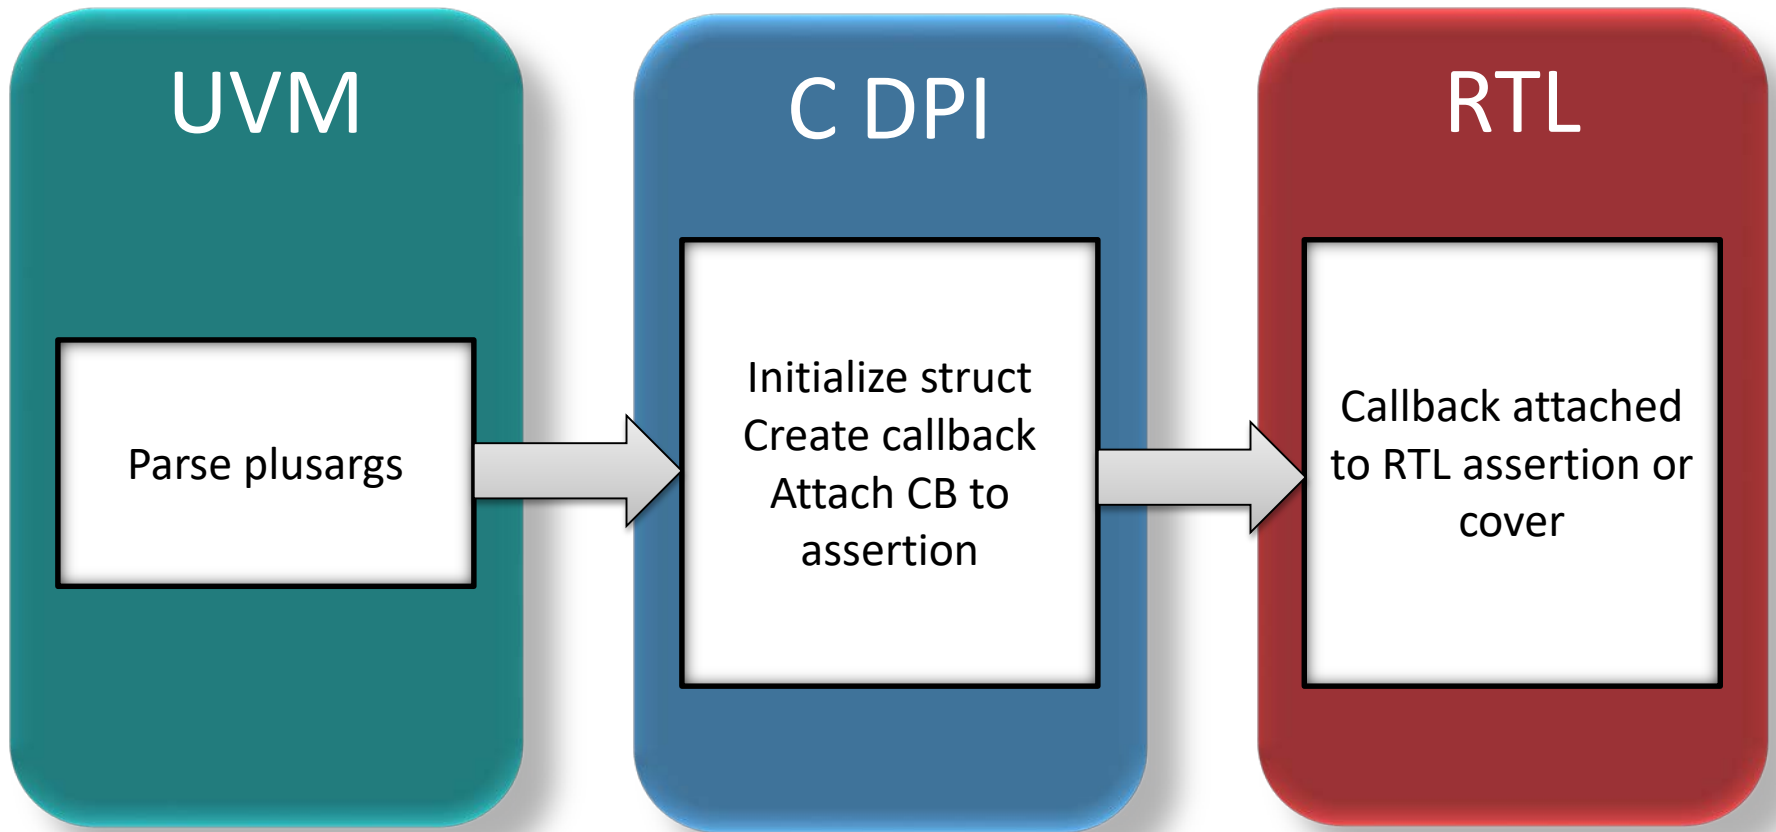 UVM
Parse plusargs
C DPI
Initialize struct
Create callback
Attach CB to
assertion
RTL
Callback attached
to RTL assertion or
cover